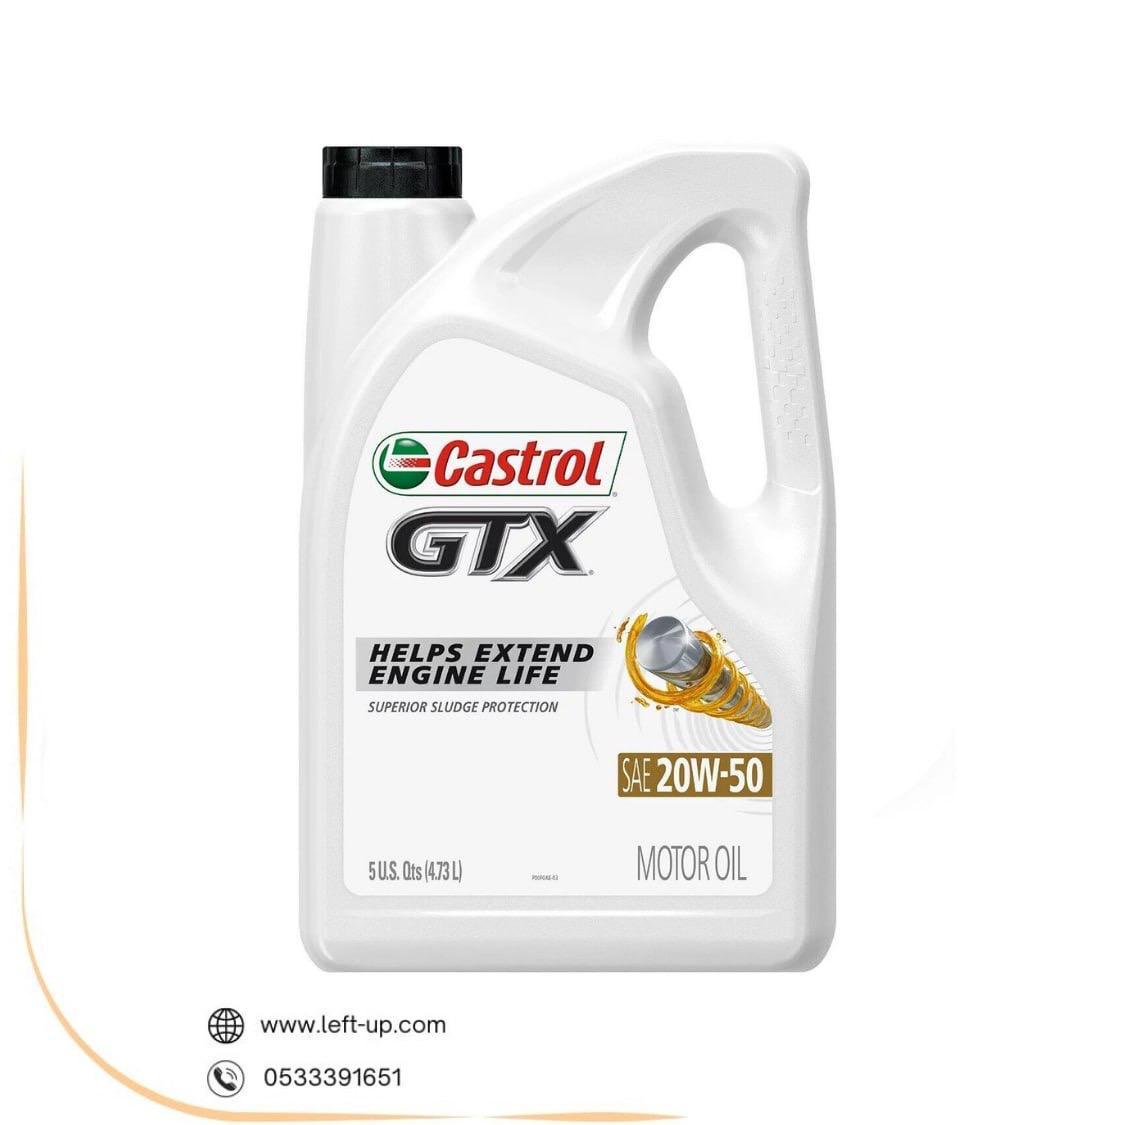 Castrol
GTX
HELPS EXTEND
ENGINE LIFE
SUPERIOR SLUDGE PROTECTION
SAE 20W-50
5 U.S. Qts (4.73 L)
MOTOR OIL
www.left-up.com
0533391651